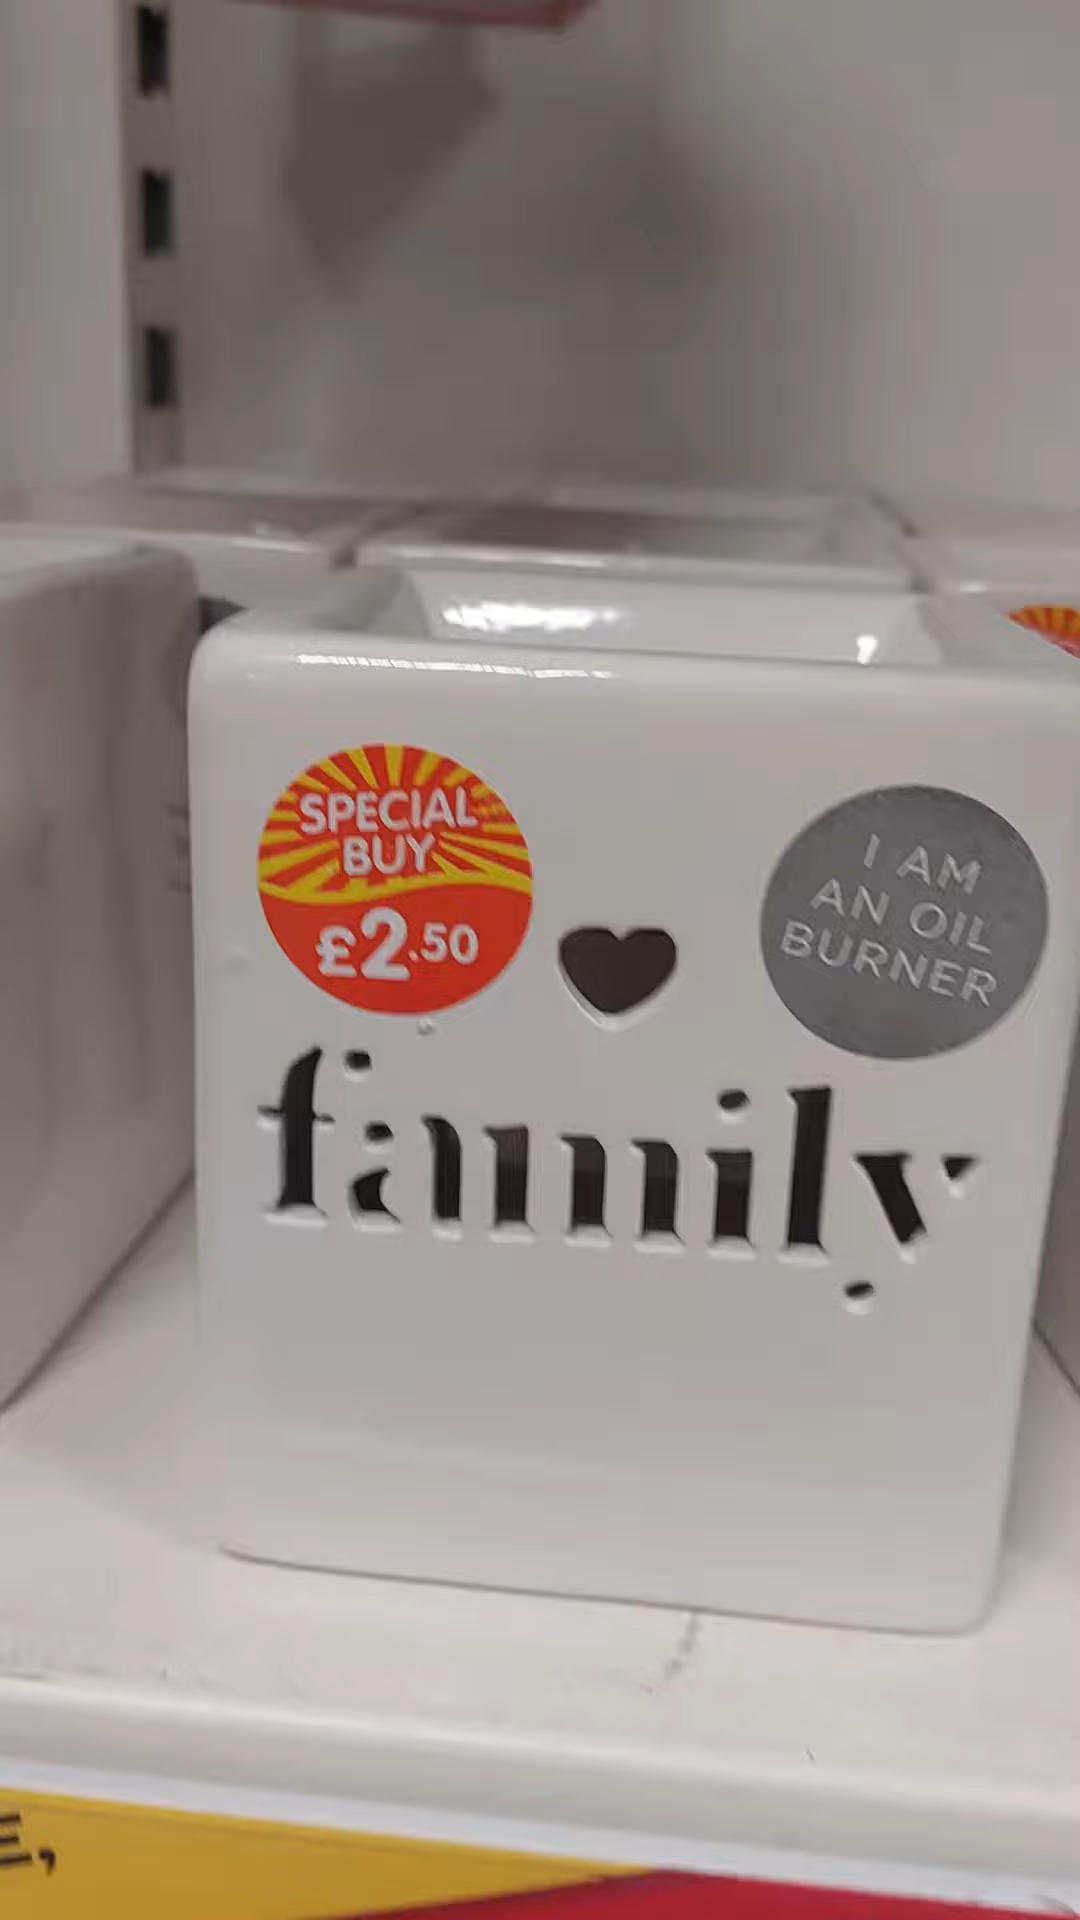 SPECIAL
BUY
£2.50
I AM
AN OIL
BURNER
family
E,